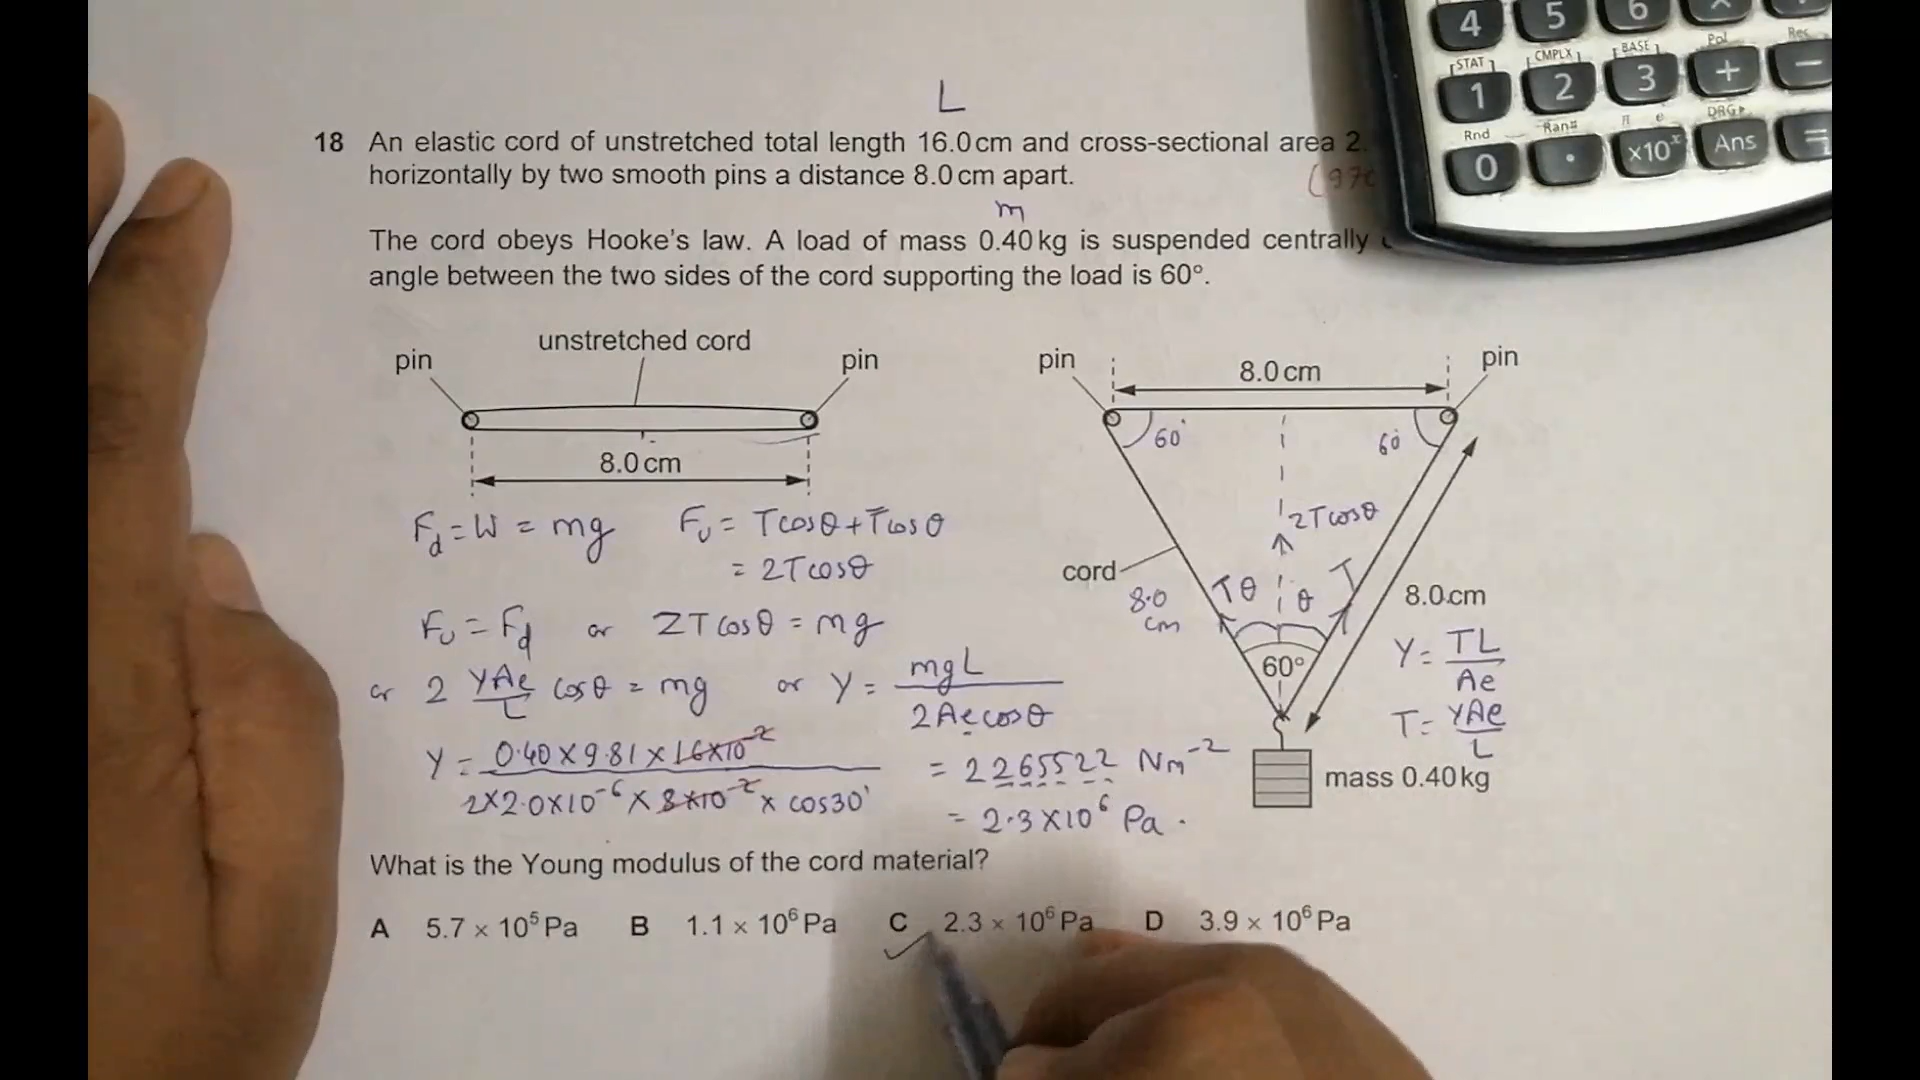 4 5 6
STAT CMPLX BASE Pol Rec
1 2 3 + −
Rnd Ran# π e DRG▸
0 · ×10ˣ Ans =
L
18 An elastic cord of unstretched total length 16.0 cm and cross-sectional area 2.
horizontally by two smooth pins a distance 8.0 cm apart.
(970
m
The cord obeys Hooke's law. A load of mass 0.40 kg is suspended centrally
angle between the two sides of the cord supporting the load is 60°.
unstretched cord
pin pin
8.0 cm
pin pin
8.0 cm
60° 60°
2Tcosθ
cord
8.0 cm
T θ θ T
60°
8.0 cm
Y = TL / Ae
T = YAe / L
mass 0.40 kg
F_d = W = mg F_u = Tcosθ + Tcosθ
= 2Tcosθ
F_u = F_d or 2Tcosθ = mg
or 2 YAe / L cosθ = mg or Y = mgL / 2Aecosθ
Y = 0.40 × 9.81 × 16×10⁻² / 2×2.0×10⁻⁶ × 8×10⁻² × cos30°
= 2265522 Nm⁻²
= 2.3×10⁶ Pa.
What is the Young modulus of the cord material?
A 5.7 × 10⁵ Pa B 1.1 × 10⁶ Pa C 2.3 × 10⁶ Pa D 3.9 × 10⁶ Pa